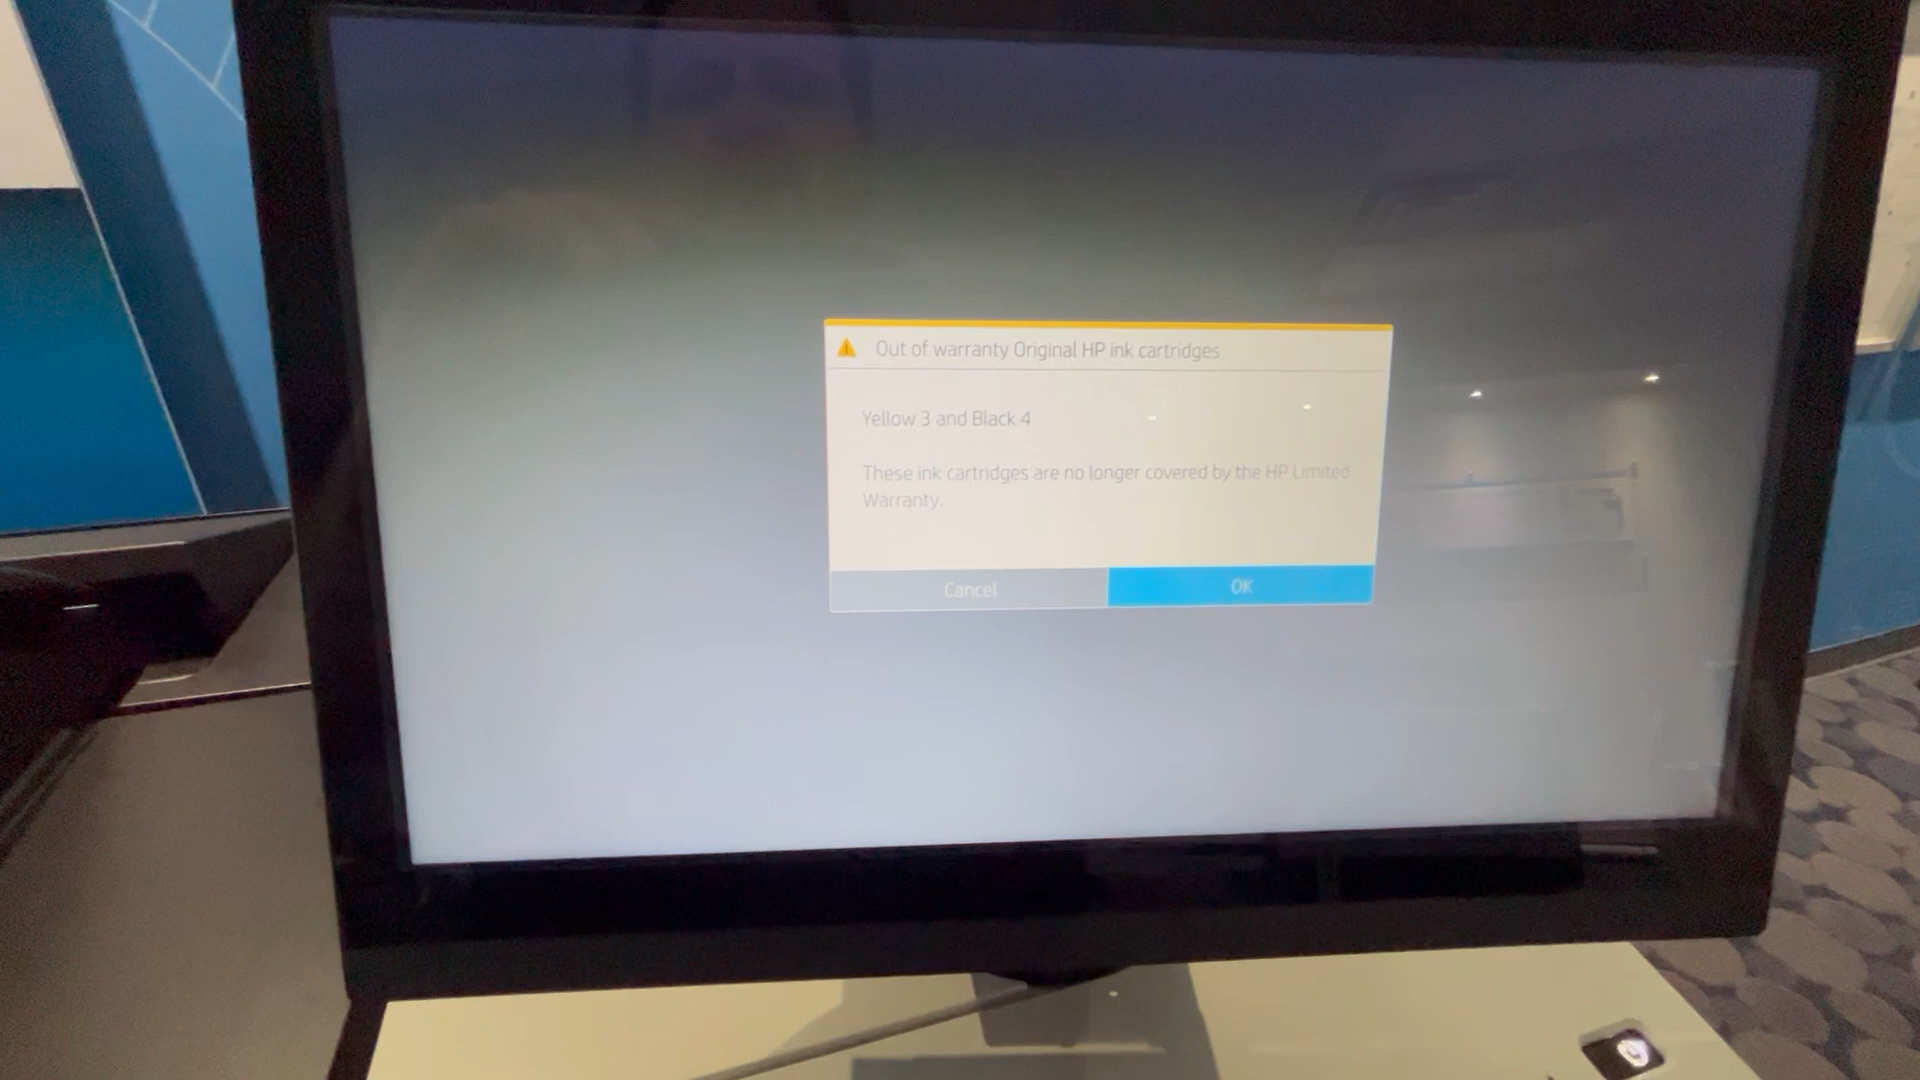 Out of warranty Original HP ink cartridges
Yellow 3 and Black 4
These ink cartridges are no longer covered by the HP Limited
Warranty.
Cancel
OK